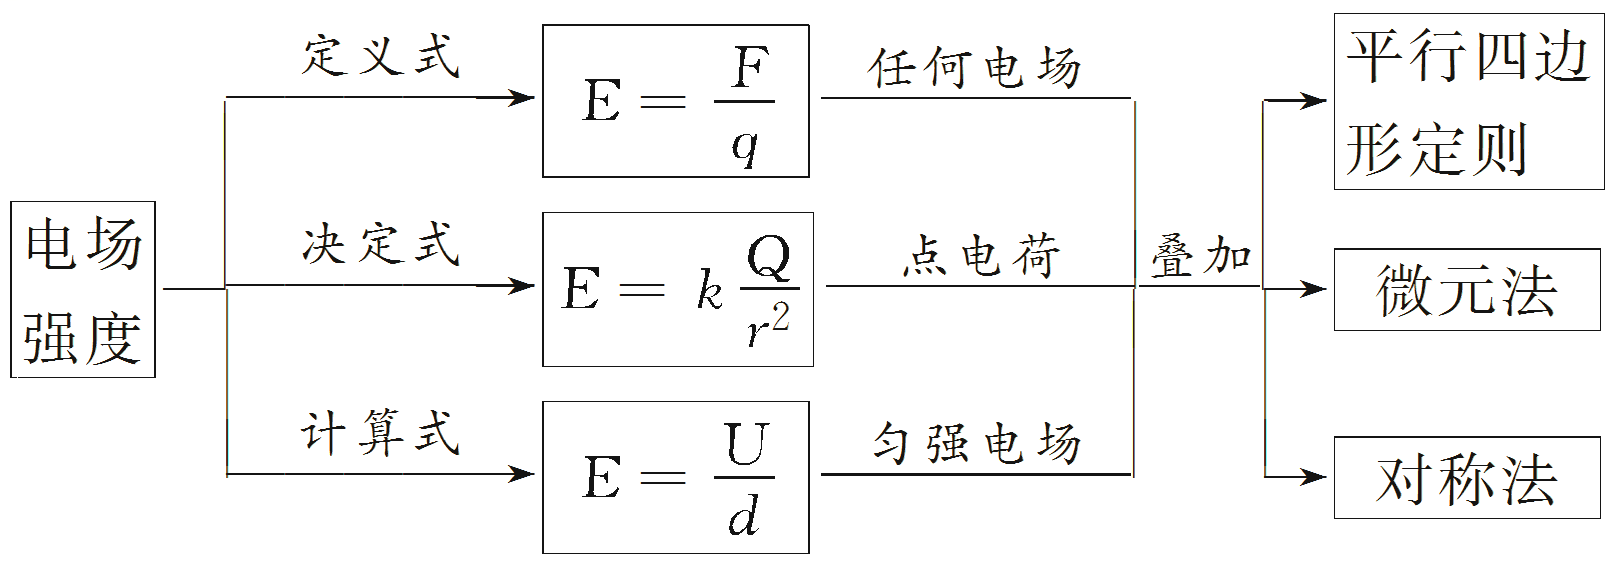 电场
强度
定义式
E = F/q
任何电场
决定式
E = k Q/r²
点电荷
计算式
E = U/d
匀强电场
叠加
平行四边
形定则
微元法
对称法